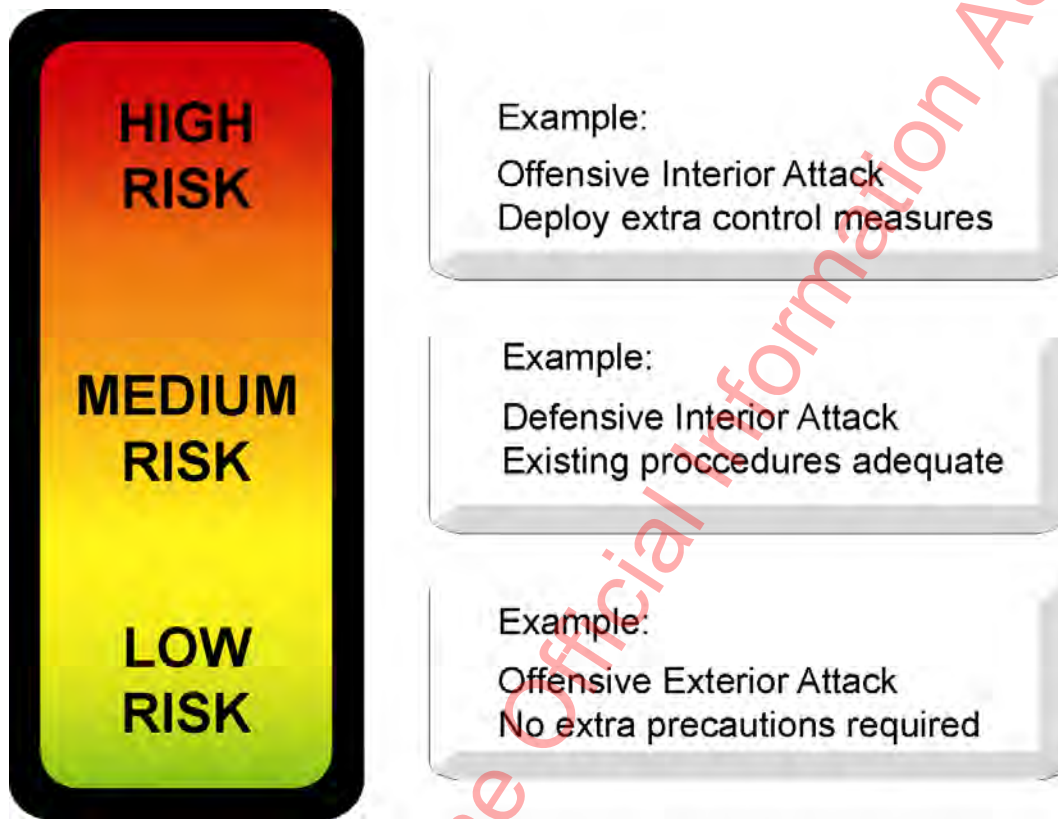 HIGH
RISK
Example:
Offensive Interior Attack
Deploy extra control measures
MEDIUM
RISK
Example:
Defensive Interior Attack
Existing proccedures adequate
LOW
RISK
Example:
Offensive Exterior Attack
No extra precautions required
e Official Information Ac